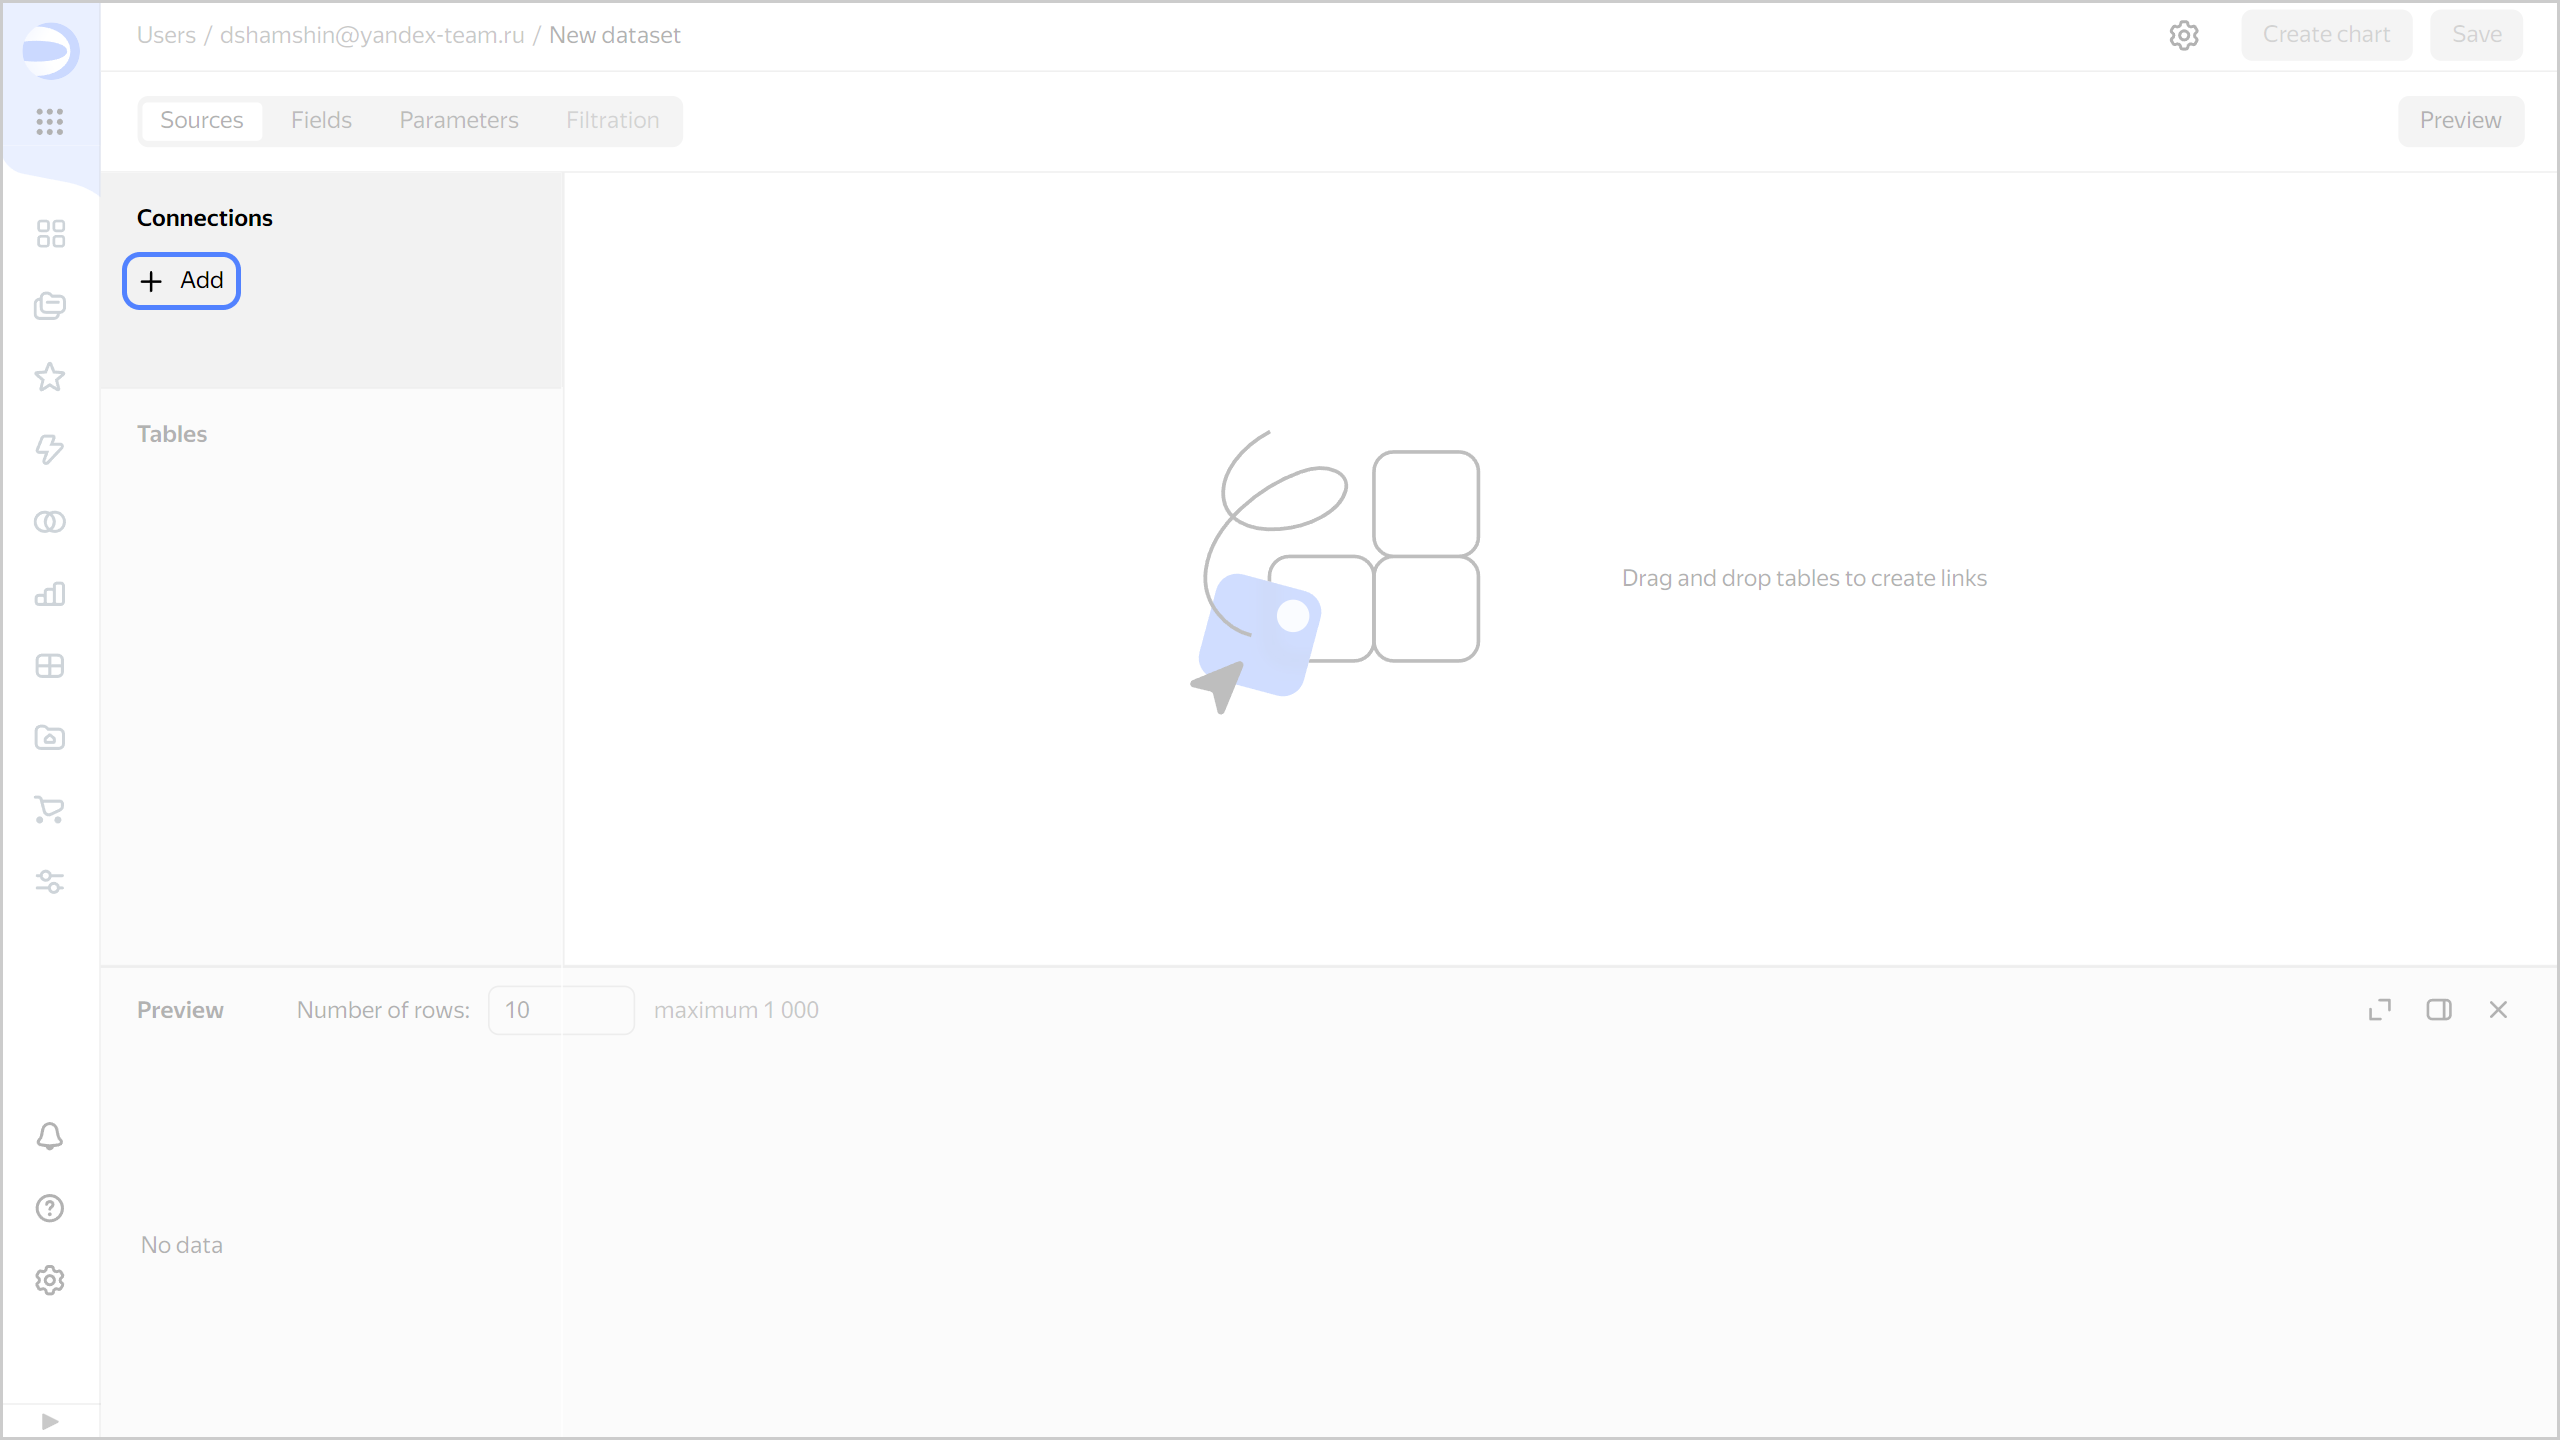 Users / dshamshin@yandex-team.ru / New dataset
Create chart
Save
Sources
Fields
Parameters
Filtration
Preview
Connections
+ Add
Tables
Drag and drop tables to create links
Preview
Number of rows:
10
maximum 1 000
No data